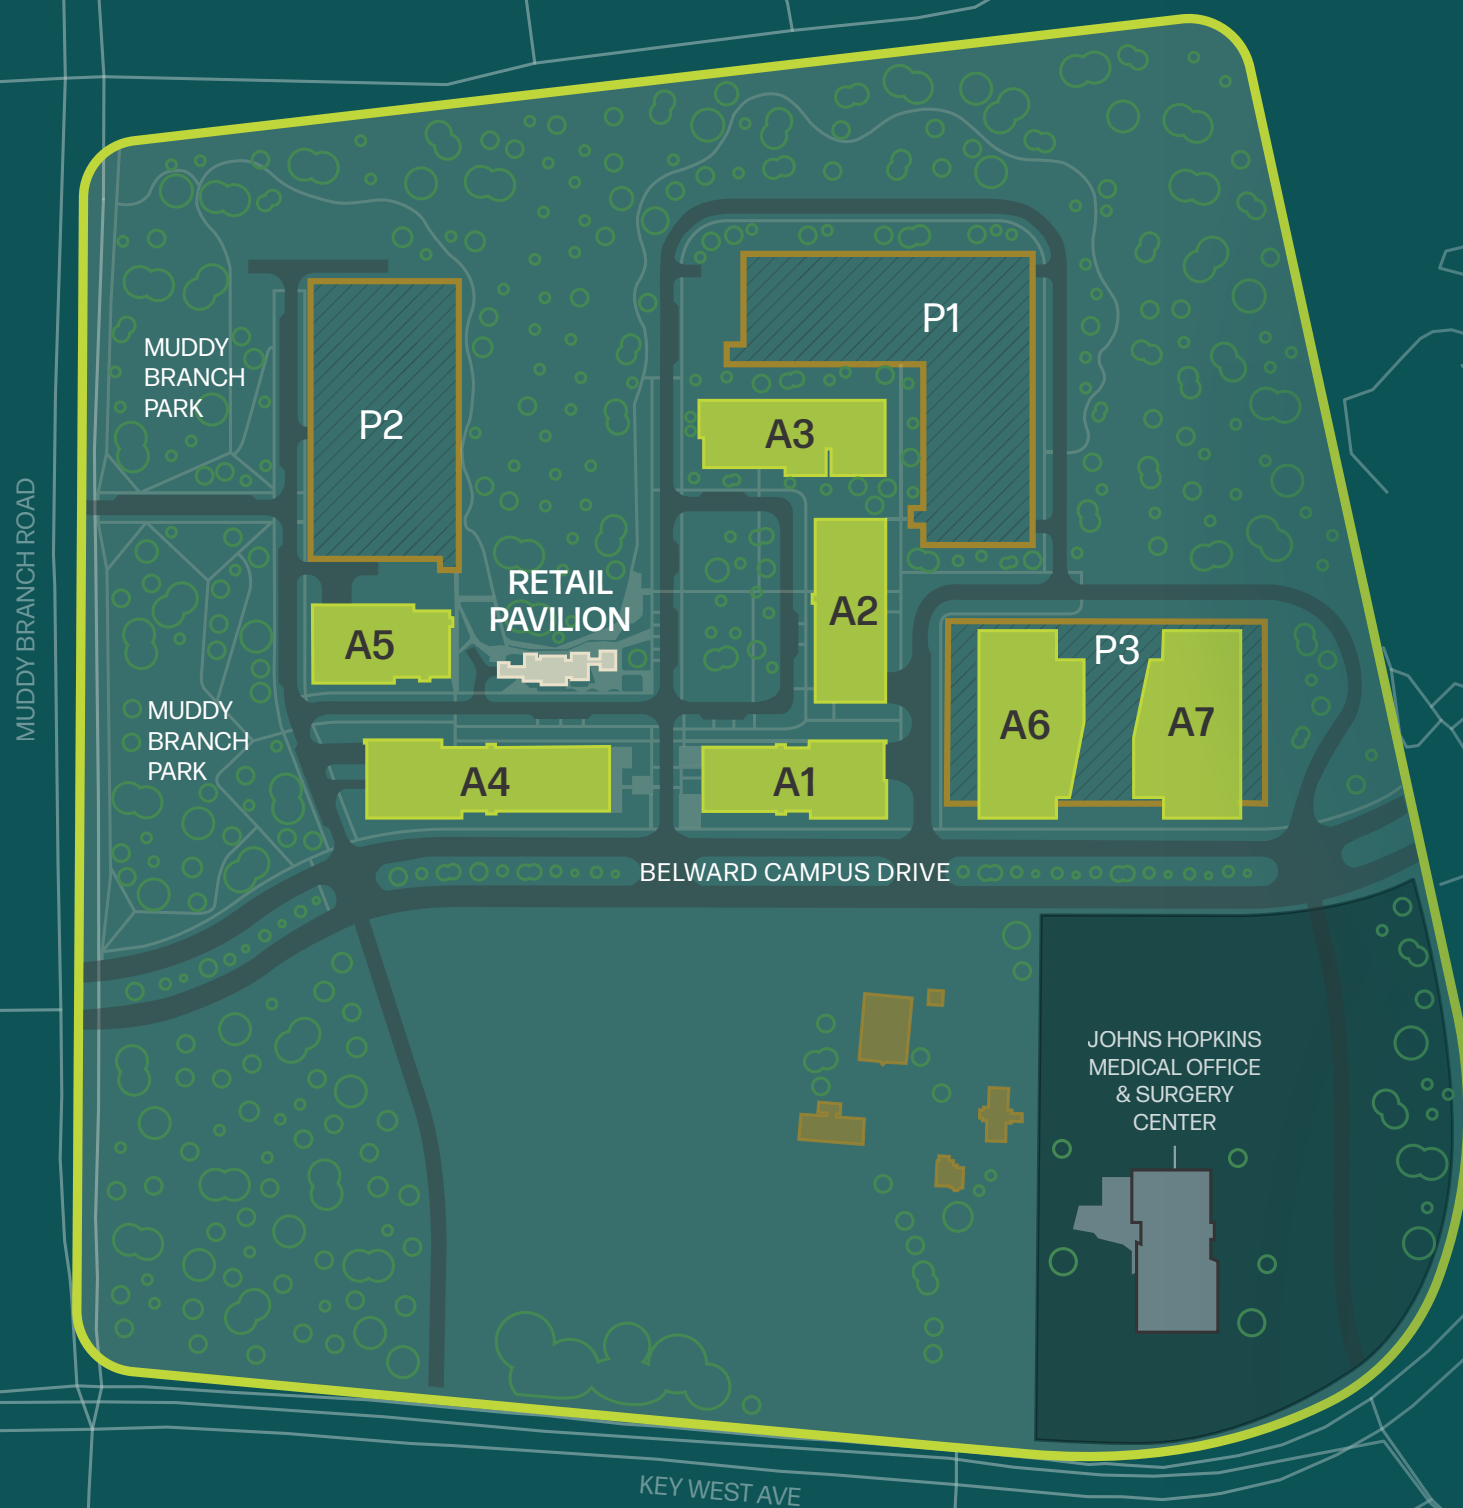 P1
MUDDY
BRANCH
PARK
P2
A3
MUDDY BRANCH ROAD
RETAIL
PAVILION
A2
A5
P3
A6
A7
MUDDY
BRANCH
PARK
A4
A1
BELWARD CAMPUS DRIVE
JOHNS HOPKINS
MEDICAL OFFICE
& SURGERY
CENTER
KEY WEST AVE